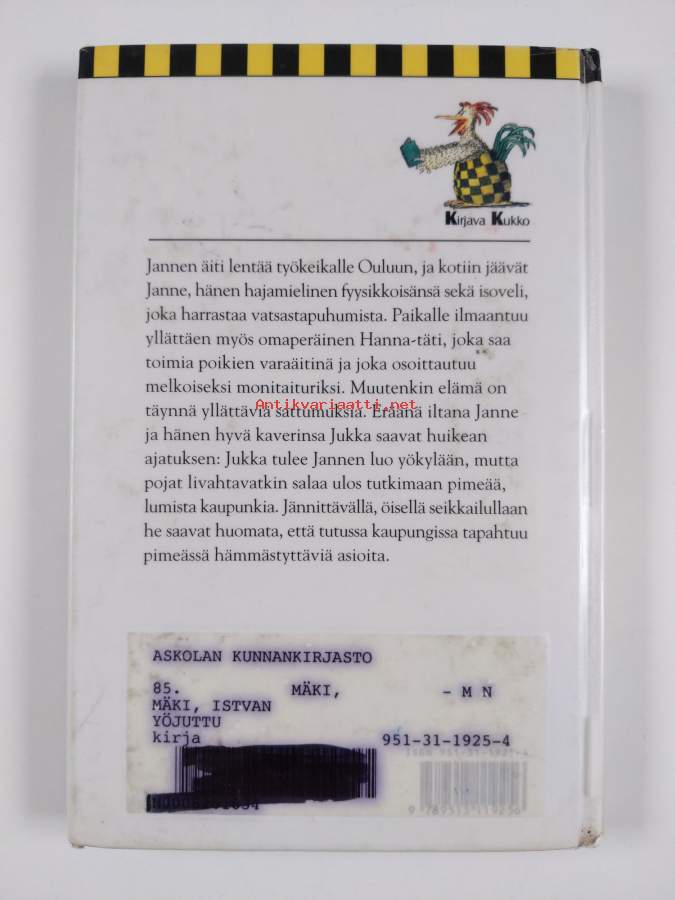 Kirjava Kukko
Jannen äiti lentää työkeikalle Ouluun, ja kotiin jäävät
Janne, hänen hajamielinen fyysikkoisänsä sekä isoveli,
joka harrastaa vatsastapuhumista. Paikalle ilmaantuu
yllättäen myös omaperäinen Hanna-täti, joka saa
toimia poikien varaäitinä ja joka osoittautuu
melkoiseksi monitaituriksi. Muutenkin elämä on
Antikvariaatti.net
täynnä yllättäviä sattumuksia. Eräänä iltana Janne
ja hänen hyvä kaverinsa Jukka saavat huikean
ajatuksen: Jukka tulee Jannen luo yökylään, mutta
pojat livahtavatkin salaa ulos tutkimaan pimeää,
lumista kaupunkia. Jännittävällä, öisellä seikkailullaan
he saavat huomata, että tutussa kaupungissa tapahtuu
pimeässä hämmästyttäviä asioita.
ASKOLAN KUNNANKIRJASTO
85. MÄKI, - M N
MÄKI, ISTVAN
YÖJUTTU
kirja 951-31-1925-4
9 789513 119250